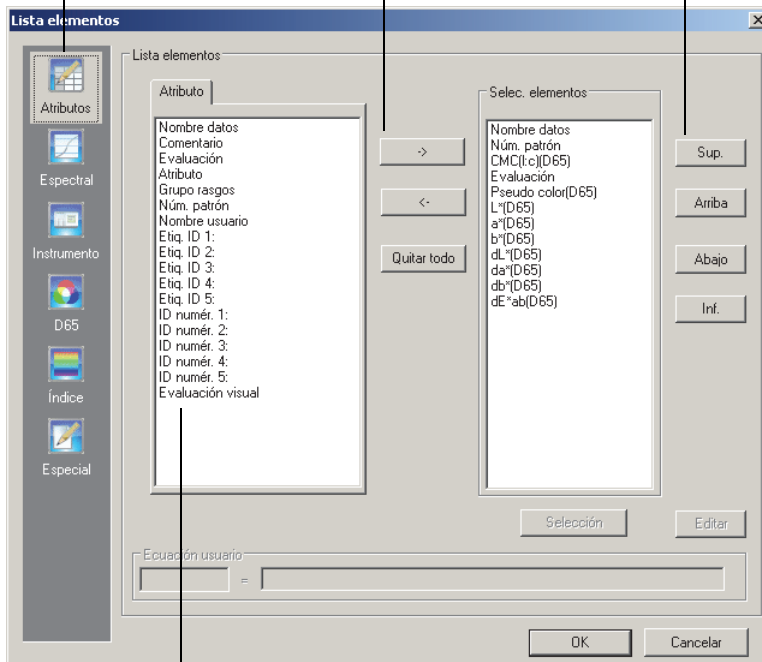 Lista elementos
Atributos
Espectral
Instrumento
D65
Índice
Especial
Lista elementos
Atributo
Nombre datos
Comentario
Evaluación
Atributo
Grupo rasgos
Núm. patrón
Nombre usuario
Etiq. ID 1:
Etiq. ID 2:
Etiq. ID 3:
Etiq. ID 4:
Etiq. ID 5:
ID numér. 1:
ID numér. 2:
ID numér. 3:
ID numér. 4:
ID numér. 5:
Evaluación visual
->
<-
Quitar todo
Selec. elementos
Nombre datos
Núm. patrón
CMC(l:c)(D65)
Evaluación
Pseudo color(D65)
L*(D65)
a*(D65)
b*(D65)
dL*(D65)
da*(D65)
db*(D65)
dE*ab(D65)
Sup.
Arriba
Abajo
Inf.
Selección
Editar
Ecuación usuario
=
OK
Cancelar